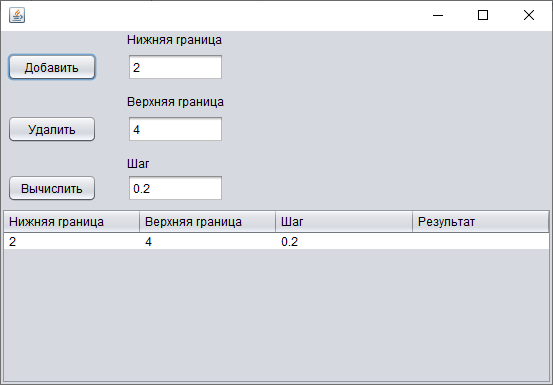 Нижняя граница
Добавить 2
Верхняя граница
Удалить 4
Шаг
Вычислить 0.2
Нижняя граница Верхняя граница Шаг Результат
2 4 0.2